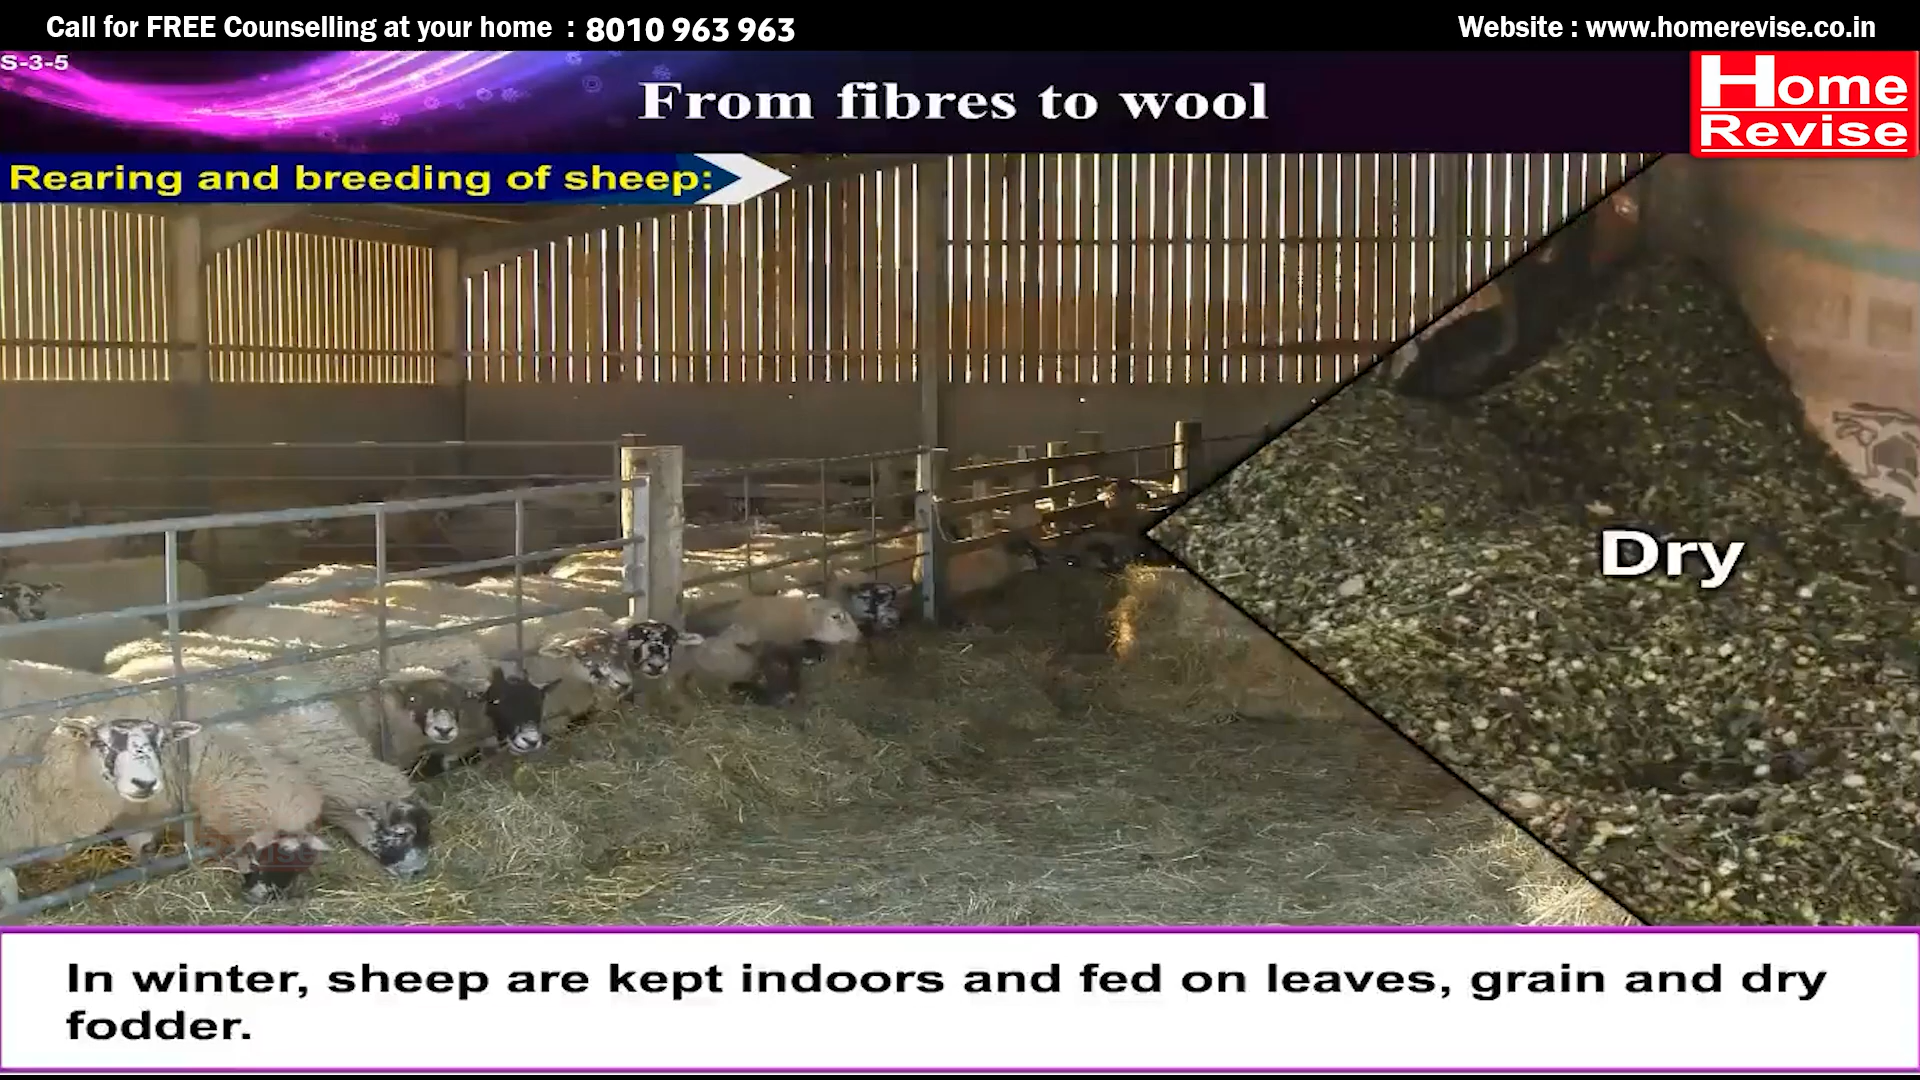 Call for FREE Counselling at your home : 8010 963 963
Website : www.homerevise.co.in
S-3-5
From fibres to wool
Home
Revise
Rearing and breeding of sheep:
Dry
In winter, sheep are kept indoors and fed on leaves, grain and dry
fodder.